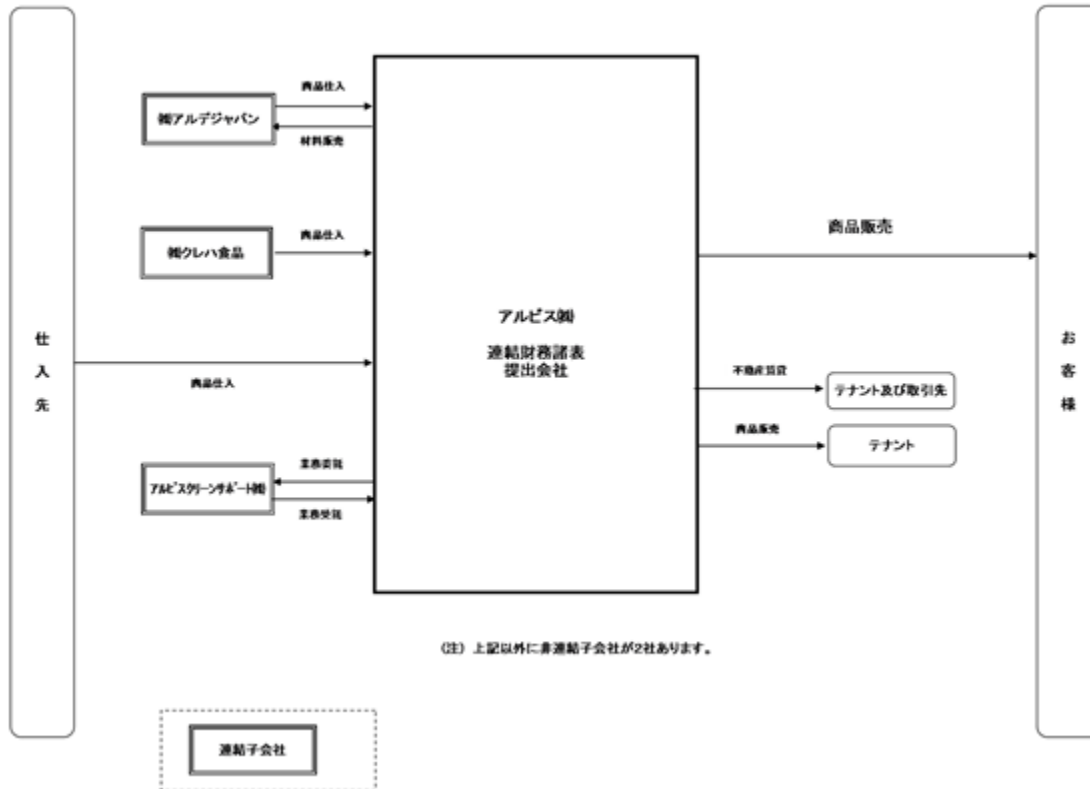 商品仕入
㈱アルデジャパン
材料販売
商品仕入
㈱クレハ食品
商品販売
仕入先
商品仕入
アルビス㈱
連結財務諸表
提出会社
不動産賃貸
テナント及び取引先
商品販売
テナント
お客様
業務委託
アルビスクリーンサポート㈱
業務受託
(注) 上記以外に非連結子会社が2社あります。
連結子会社